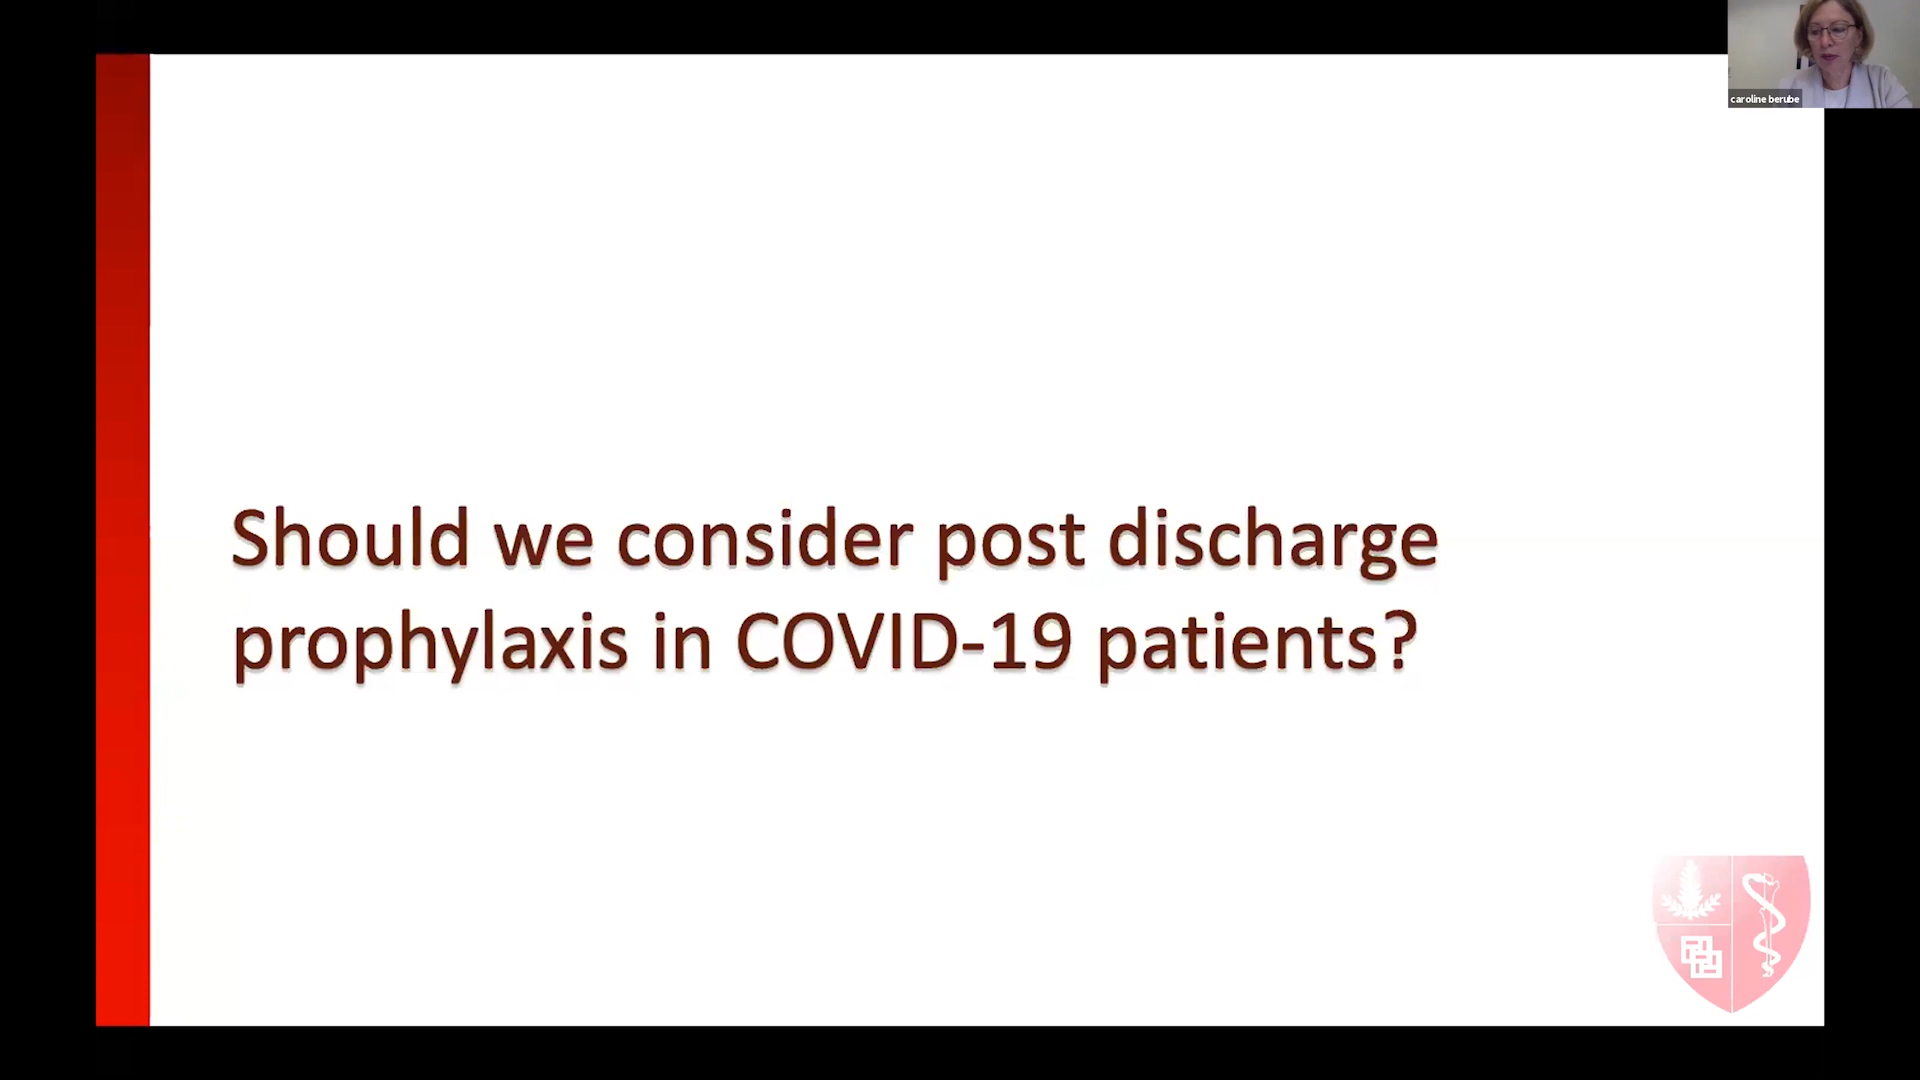 caroline berube
Should we consider post discharge
prophylaxis in COVID-19 patients?